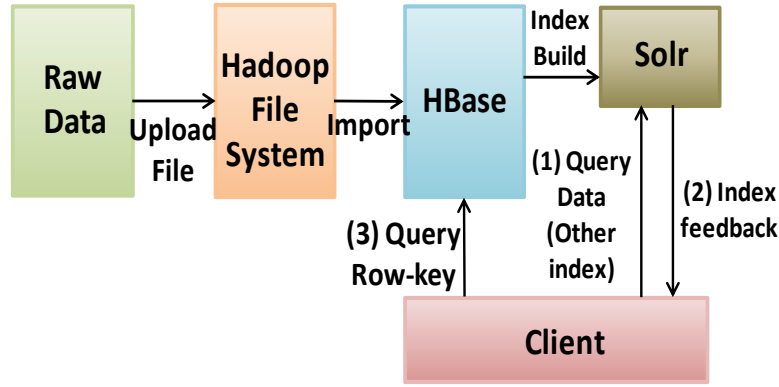 Raw
Data
Upload
File
Hadoop
File
System
Import
HBase
Index
Build
Solr
(1) Query
Data
(Other
index)
(2) Index
feedback
(3) Query
Row-key
Client